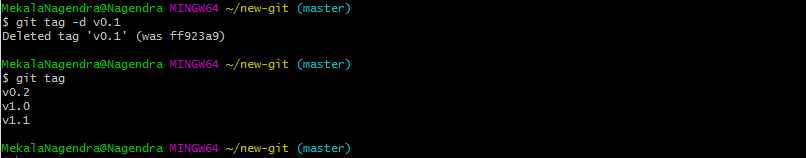 MekalaNagendra@Nagendra MINGW64 ~/new-git (master)
$ git tag -d v0.1
Deleted tag 'v0.1' (was ff923a9)
MekalaNagendra@Nagendra MINGW64 ~/new-git (master)
$ git tag
v0.2
v1.0
v1.1
MekalaNagendra@Nagendra MINGW64 ~/new-git (master)